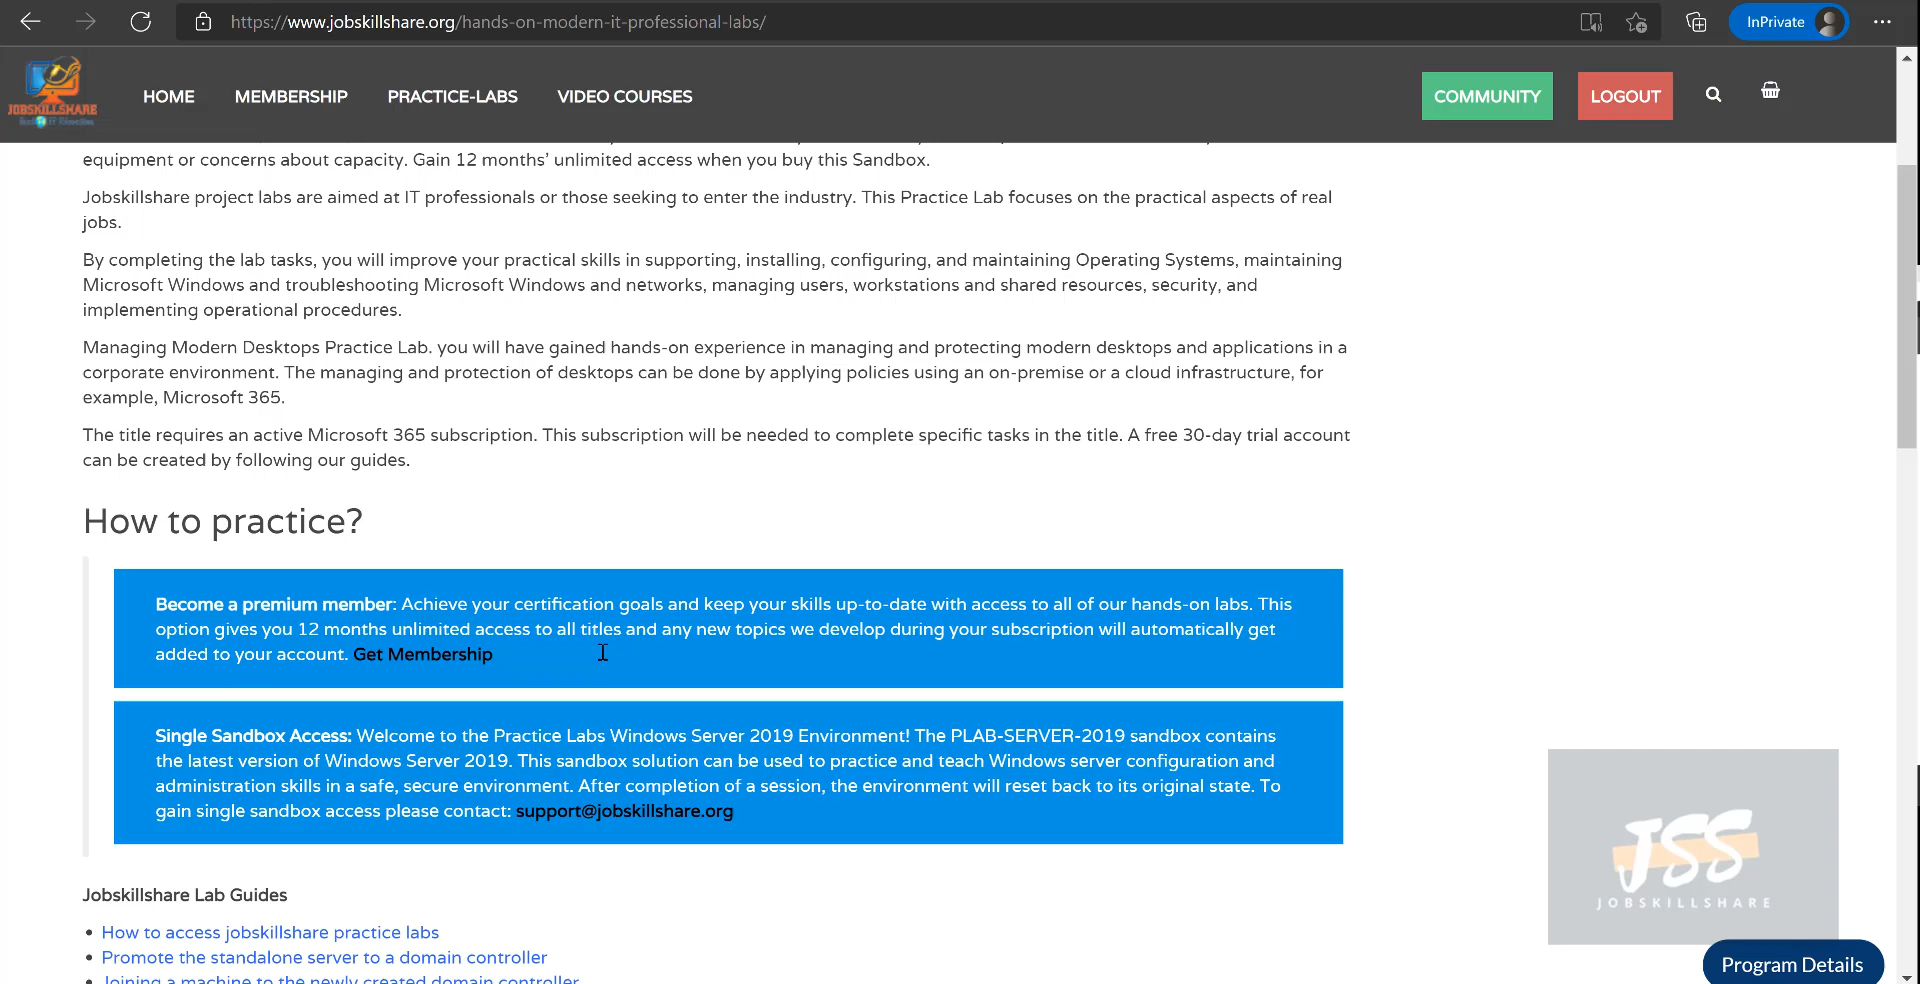 https://www.jobskillshare.org/hands-on-modern-it-professional-labs/
InPrivate
JOBSKILLSHARE
HOME
MEMBERSHIP
PRACTICE-LABS
VIDEO COURSES
COMMUNITY
LOGOUT
equipment or concerns about capacity. Gain 12 months’ unlimited access when you buy this Sandbox.
Jobskillshare project labs are aimed at IT professionals or those seeking to enter the industry. This Practice Lab focuses on the practical aspects of real
jobs.
By completing the lab tasks, you will improve your practical skills in supporting, installing, configuring, and maintaining Operating Systems, maintaining
Microsoft Windows and troubleshooting Microsoft Windows and networks, managing users, workstations and shared resources, security, and
implementing operational procedures.
Managing Modern Desktops Practice Lab. you will have gained hands-on experience in managing and protecting modern desktops and applications in a
corporate environment. The managing and protection of desktops can be done by applying policies using an on-premise or a cloud infrastructure, for
example, Microsoft 365.
The title requires an active Microsoft 365 subscription. This subscription will be needed to complete specific tasks in the title. A free 30-day trial account
can be created by following our guides.
How to practice?
Become a premium member: Achieve your certification goals and keep your skills up-to-date with access to all of our hands-on labs. This
option gives you 12 months unlimited access to all titles and any new topics we develop during your subscription will automatically get
added to your account. Get Membership
Single Sandbox Access: Welcome to the Practice Labs Windows Server 2019 Environment! The PLAB-SERVER-2019 sandbox contains
the latest version of Windows Server 2019. This sandbox solution can be used to practice and teach Windows server configuration and
administration skills in a safe, secure environment. After completion of a session, the environment will reset back to its original state. To
gain single sandbox access please contact: support@jobskillshare.org
JSS
JOBSKILLSHARE
Jobskillshare Lab Guides
• How to access jobskillshare practice labs
• Promote the standalone server to a domain controller
• Joining a machine to the newly created domain controller
Program Details